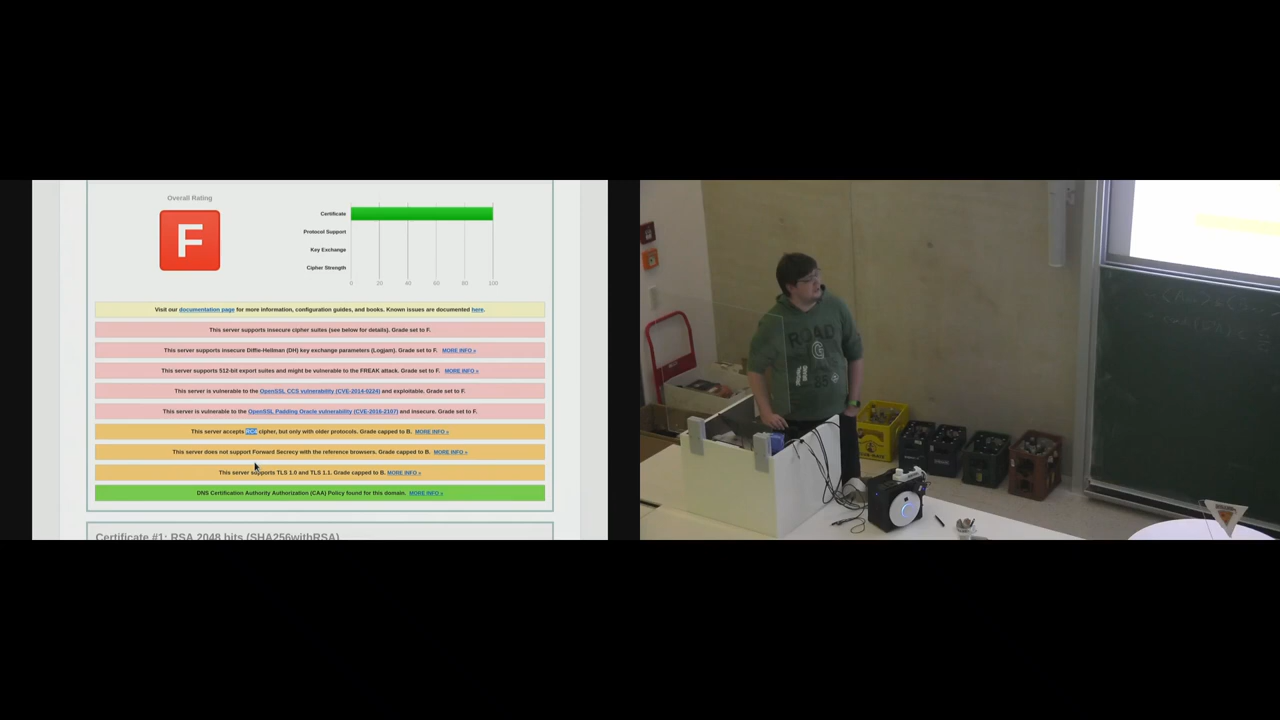 Overall Rating
F
Certificate
Protocol Support
Key Exchange
Cipher Strength
0 20 40 60 80 100
Visit our documentation page for more information, configuration guides, and books. Known issues are documented here.
This server supports insecure cipher suites (see below for details). Grade set to F.
This server supports insecure Diffie-Hellman (DH) key exchange parameters (Logjam). Grade set to F. MORE INFO »
This server supports 512-bit export suites and might be vulnerable to the FREAK attack. Grade set to F. MORE INFO »
This server is vulnerable to the OpenSSL CCS vulnerability (CVE-2014-0224) and exploitable. Grade set to F.
This server is vulnerable to the OpenSSL Padding Oracle vulnerability (CVE-2016-2107) and insecure. Grade set to F.
This server accepts RC4 cipher, but only with older protocols. Grade capped to B. MORE INFO »
This server does not support Forward Secrecy with the reference browsers. Grade capped to B. MORE INFO »
This server supports TLS 1.0 and TLS 1.1. Grade capped to B. MORE INFO »
DNS Certification Authority Authorization (CAA) Policy found for this domain. MORE INFO »
Certificate #1: RSA 2048 bits (SHA256withRSA)
ROAD